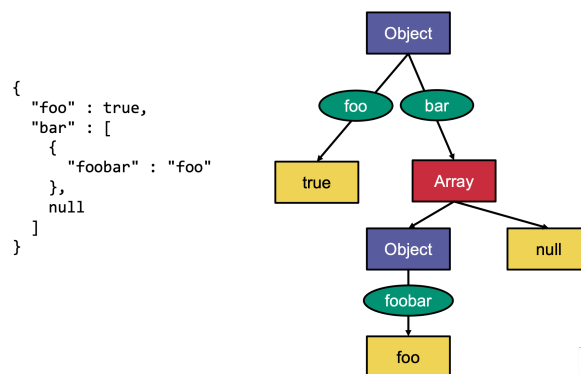 {
  "foo" : true,
  "bar" : [
    {
      "foobar" : "foo"
    },
    null
  ]
}
Object
foo
bar
true
Array
Object
null
foobar
foo